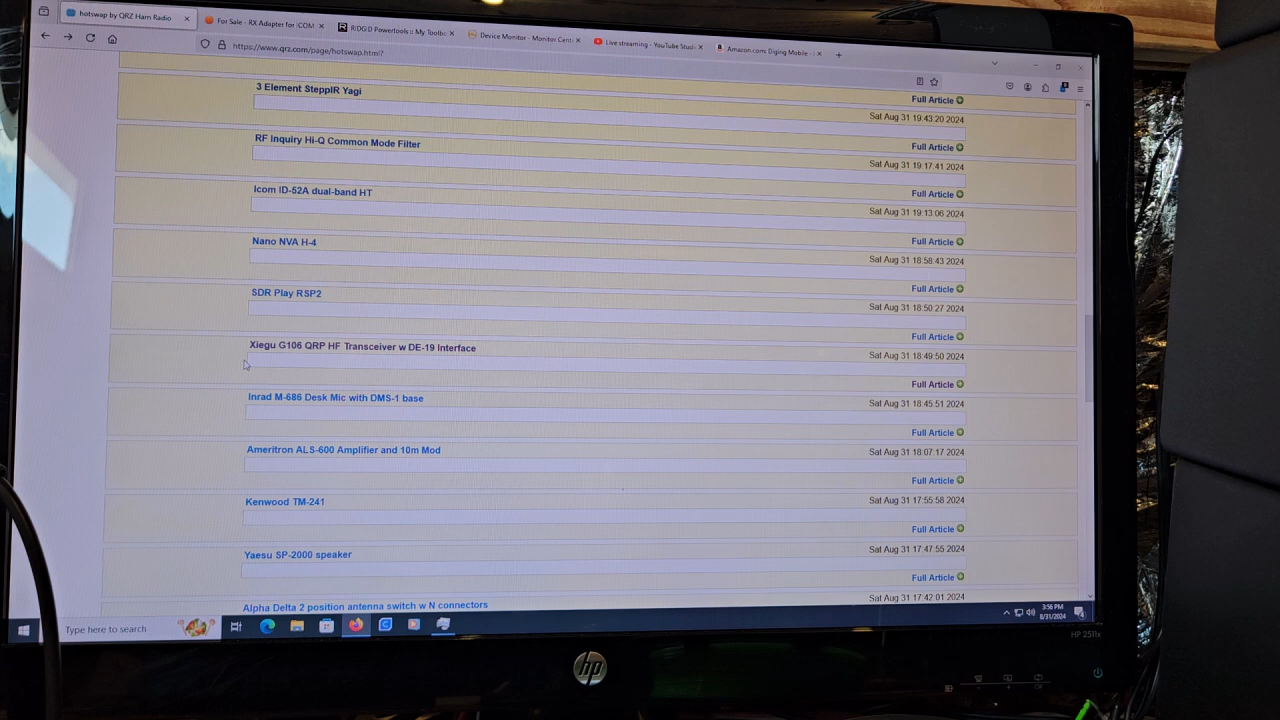 hotswap by QRZ Ham Radio
For Sale - RX Adapter for ICOM
RIDGID Powertools :: My Toolbo
Device Monitor - Monitor Cent
Live streaming - YouTube Studi
Amazon.com: Diging Mobile -
https://www.qrz.com/page/hotswap.html?
3 Element SteppIR Yagi
Full Article
Sat Aug 31 19:43:20 2024
RF Inquiry Hi-Q Common Mode Filter
Full Article
Sat Aug 31 19:17:41 2024
Icom ID-52A dual-band HT
Full Article
Sat Aug 31 19:13:06 2024
Nano NVA H-4
Full Article
Sat Aug 31 18:58:43 2024
SDR Play RSP2
Full Article
Sat Aug 31 18:50:27 2024
Xiegu G106 QRP HF Transceiver w DE-19 Interface
Full Article
Sat Aug 31 18:49:50 2024
Inrad M-686 Desk Mic with DMS-1 base
Full Article
Sat Aug 31 18:45:51 2024
Ameritron ALS-600 Amplifier and 10m Mod
Full Article
Sat Aug 31 18:07:17 2024
Kenwood TM-241
Full Article
Sat Aug 31 17:55:58 2024
Yaesu SP-2000 speaker
Full Article
Sat Aug 31 17:47:55 2024
Alpha Delta 2 position antenna switch w N connectors
Full Article
Sat Aug 31 17:42:01 2024
Type here to search
3:56 PM
8/31/2024
HP 2511x
hp